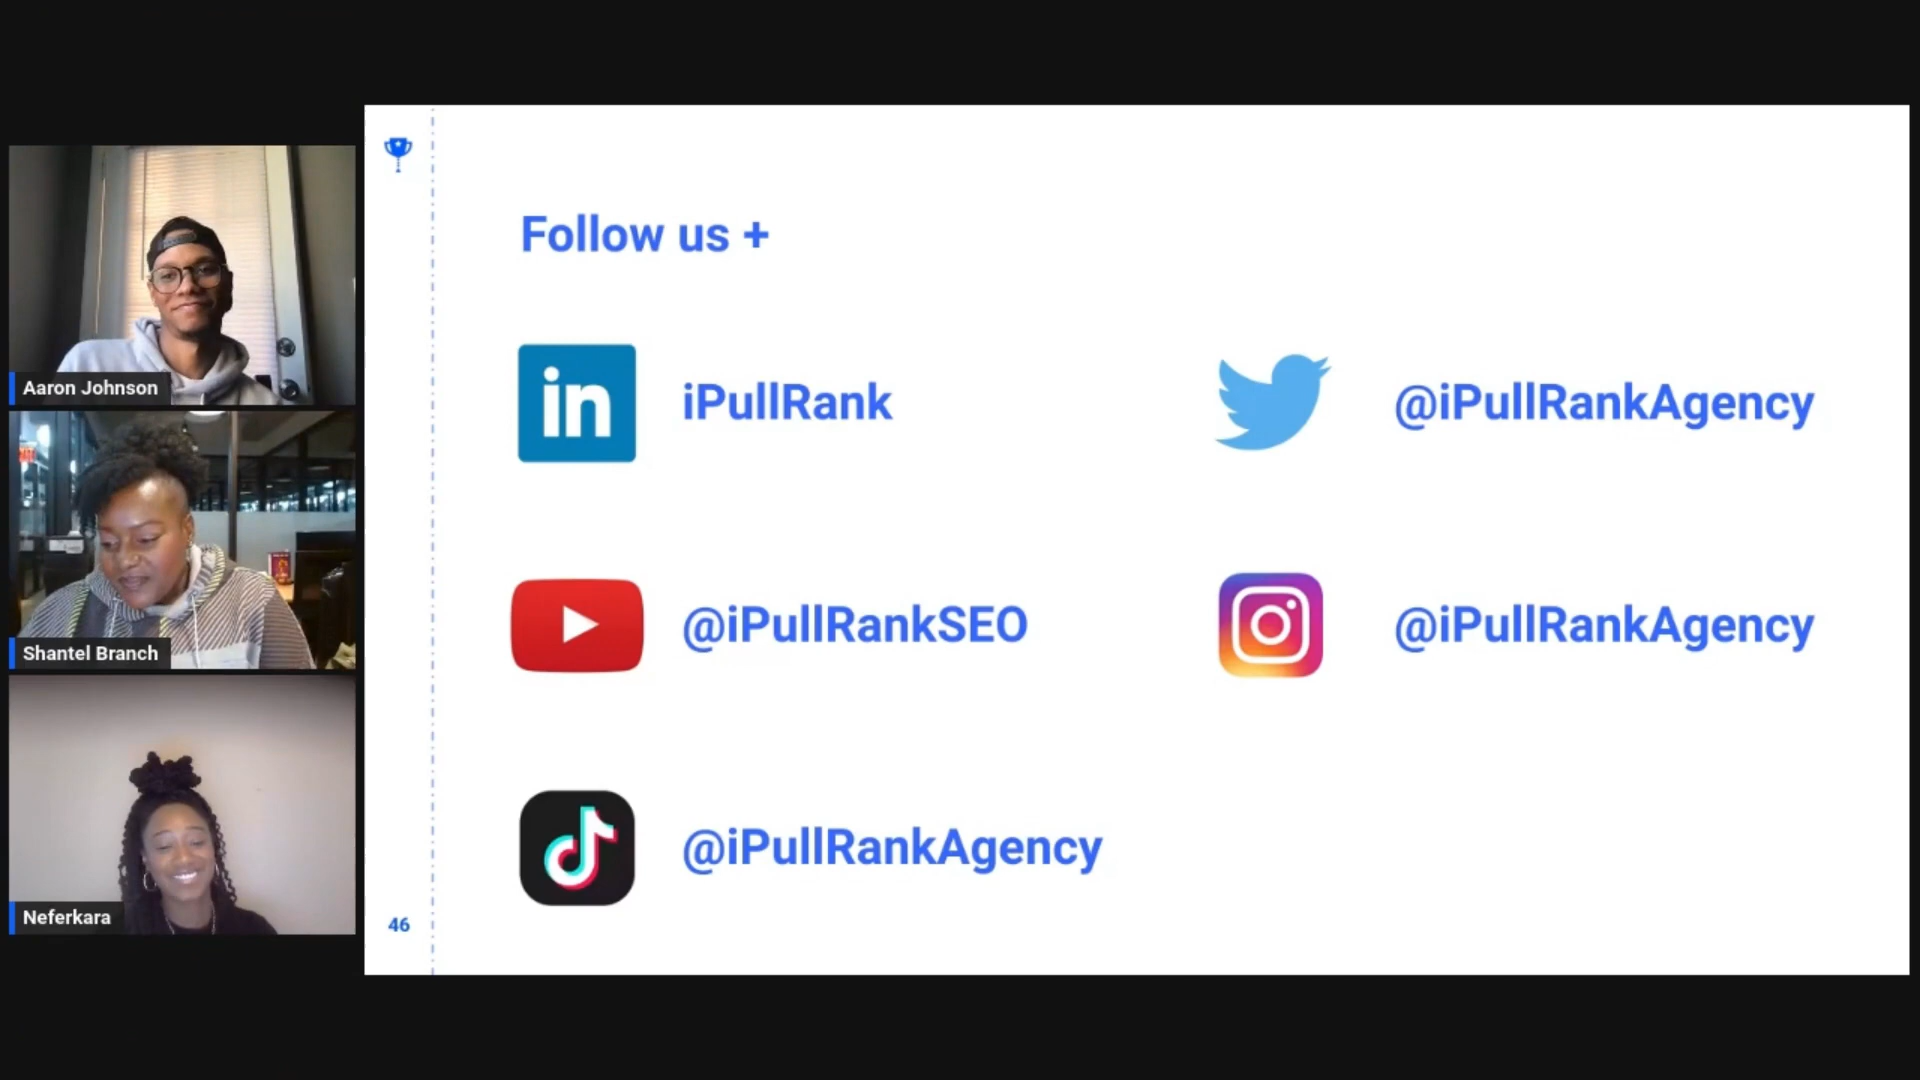 Aaron Johnson
Shantel Branch
Neferkara
Follow us +
in
iPullRank
@iPullRankAgency
@iPullRankSEO
@iPullRankAgency
@iPullRankAgency
46